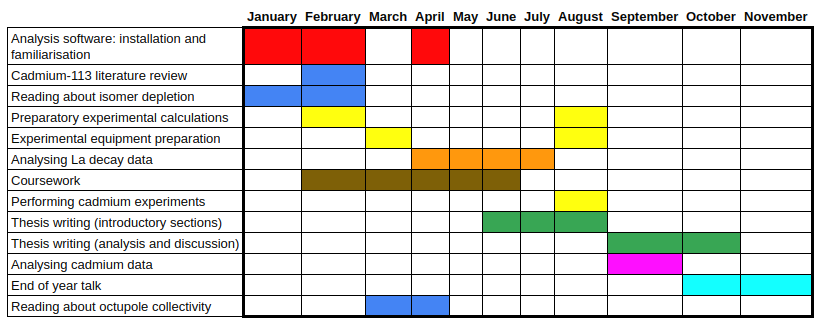 January February March April May June July August September October November
Analysis software: installation and
familiarisation
Cadmium-113 literature review
Reading about isomer depletion
Preparatory experimental calculations
Experimental equipment preparation
Analysing La decay data
Coursework
Performing cadmium experiments
Thesis writing (introductory sections)
Thesis writing (analysis and discussion)
Analysing cadmium data
End of year talk
Reading about octupole collectivity